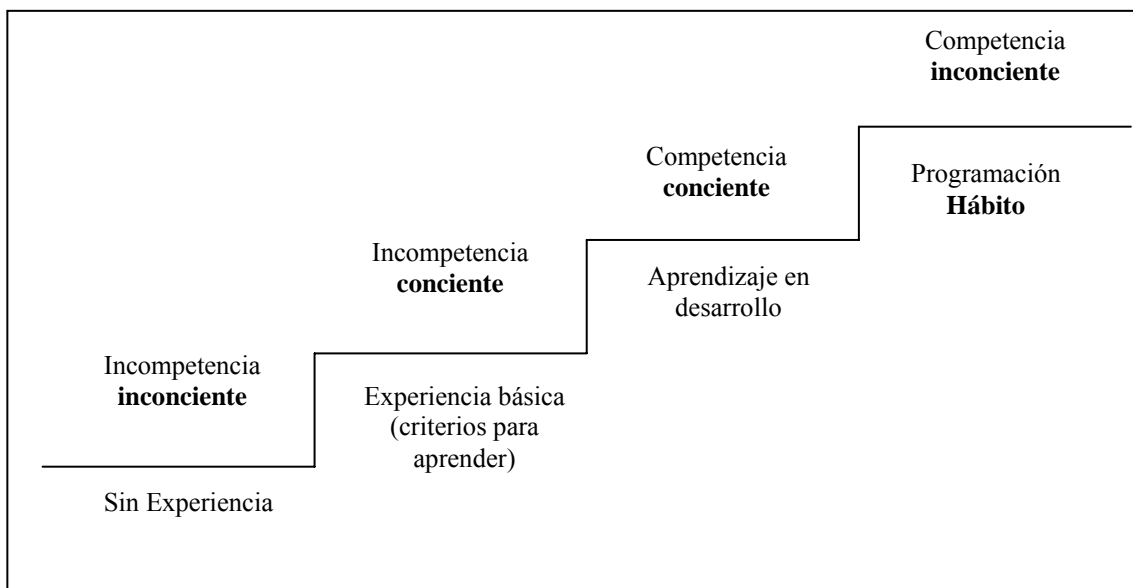 Competencia
inconciente
Competencia
conciente
Programación
Hábito
Incompetencia
conciente
Aprendizaje en
desarrollo
Incompetencia
inconciente
Experiencia básica
(criterios para
aprender)
Sin Experiencia